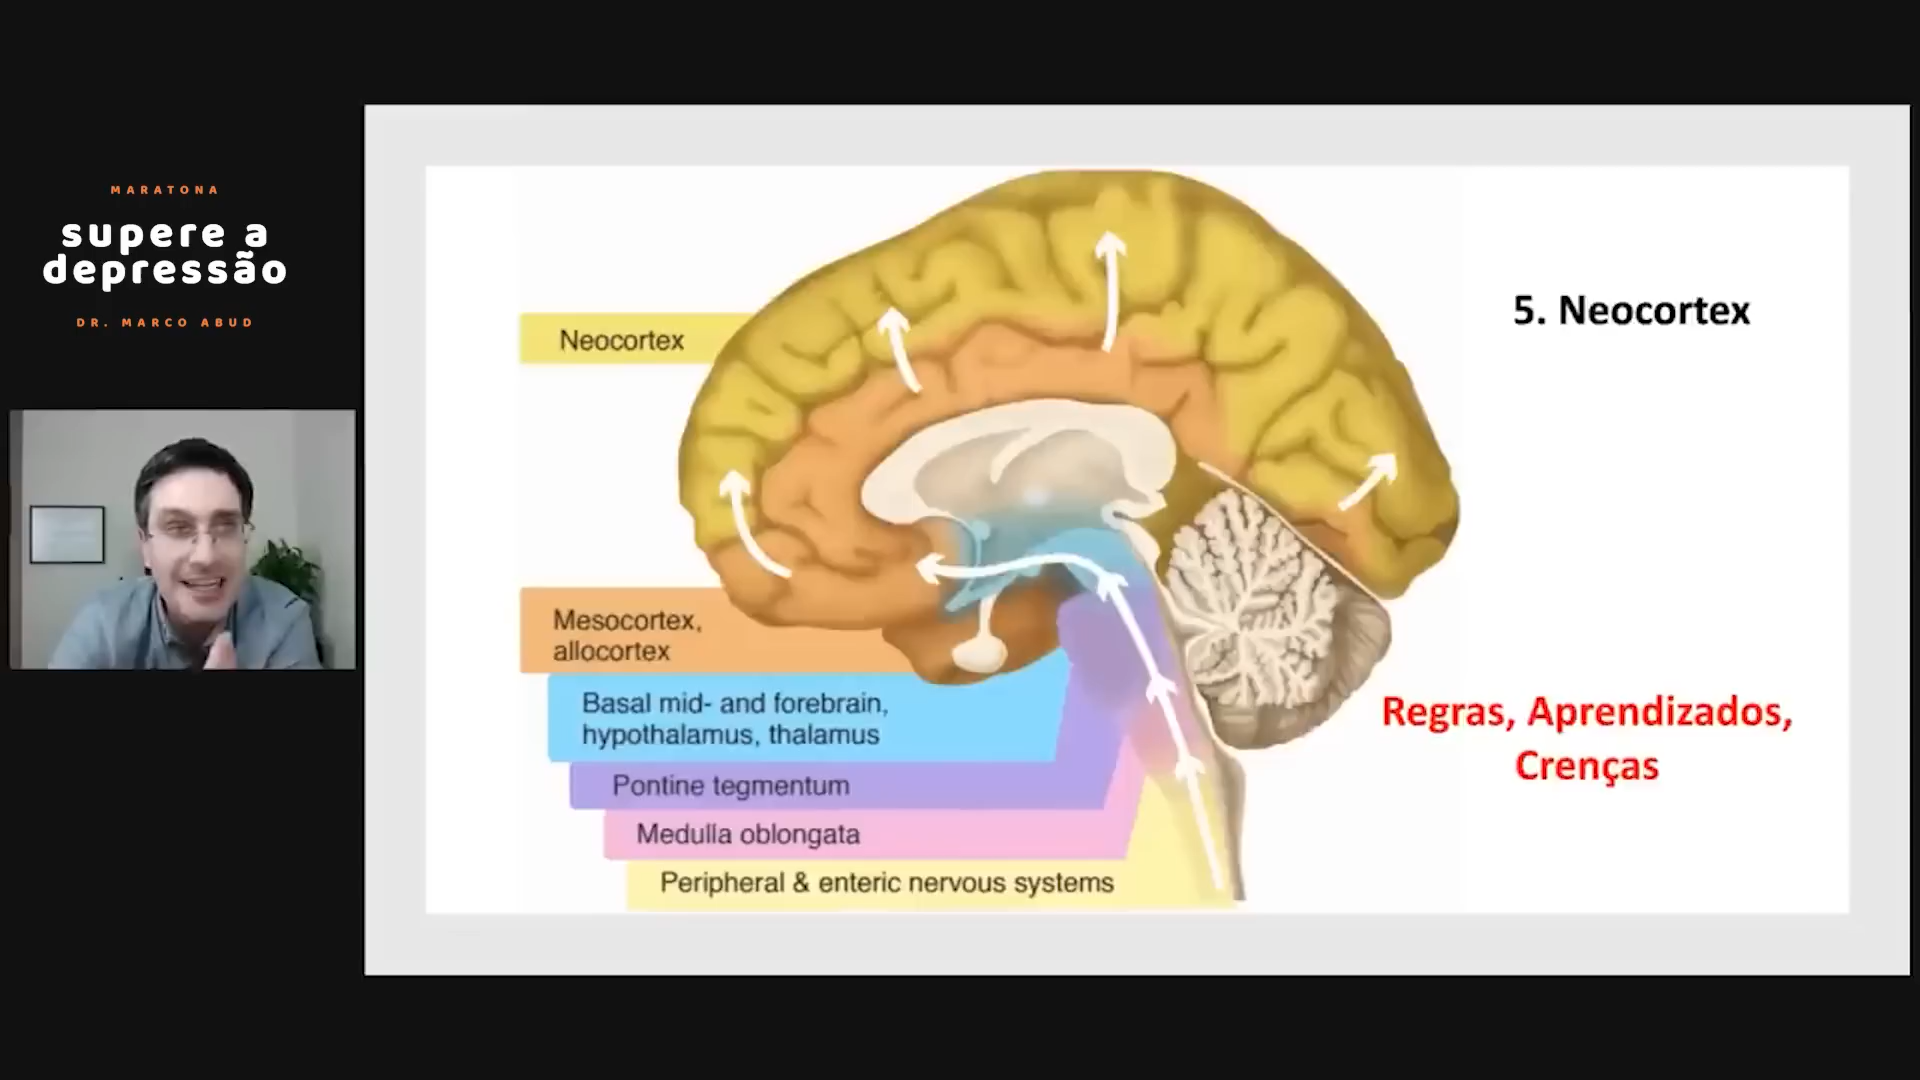 MARATONA
supere a
depressão
DR. MARCO ABUD
5. Neocortex
Neocortex
Mesocortex,
allocortex
Basal mid- and forebrain,
hypothalamus, thalamus
Pontine tegmentum
Medulla oblongata
Peripheral & enteric nervous systems
Regras, Aprendizados,
Crenças